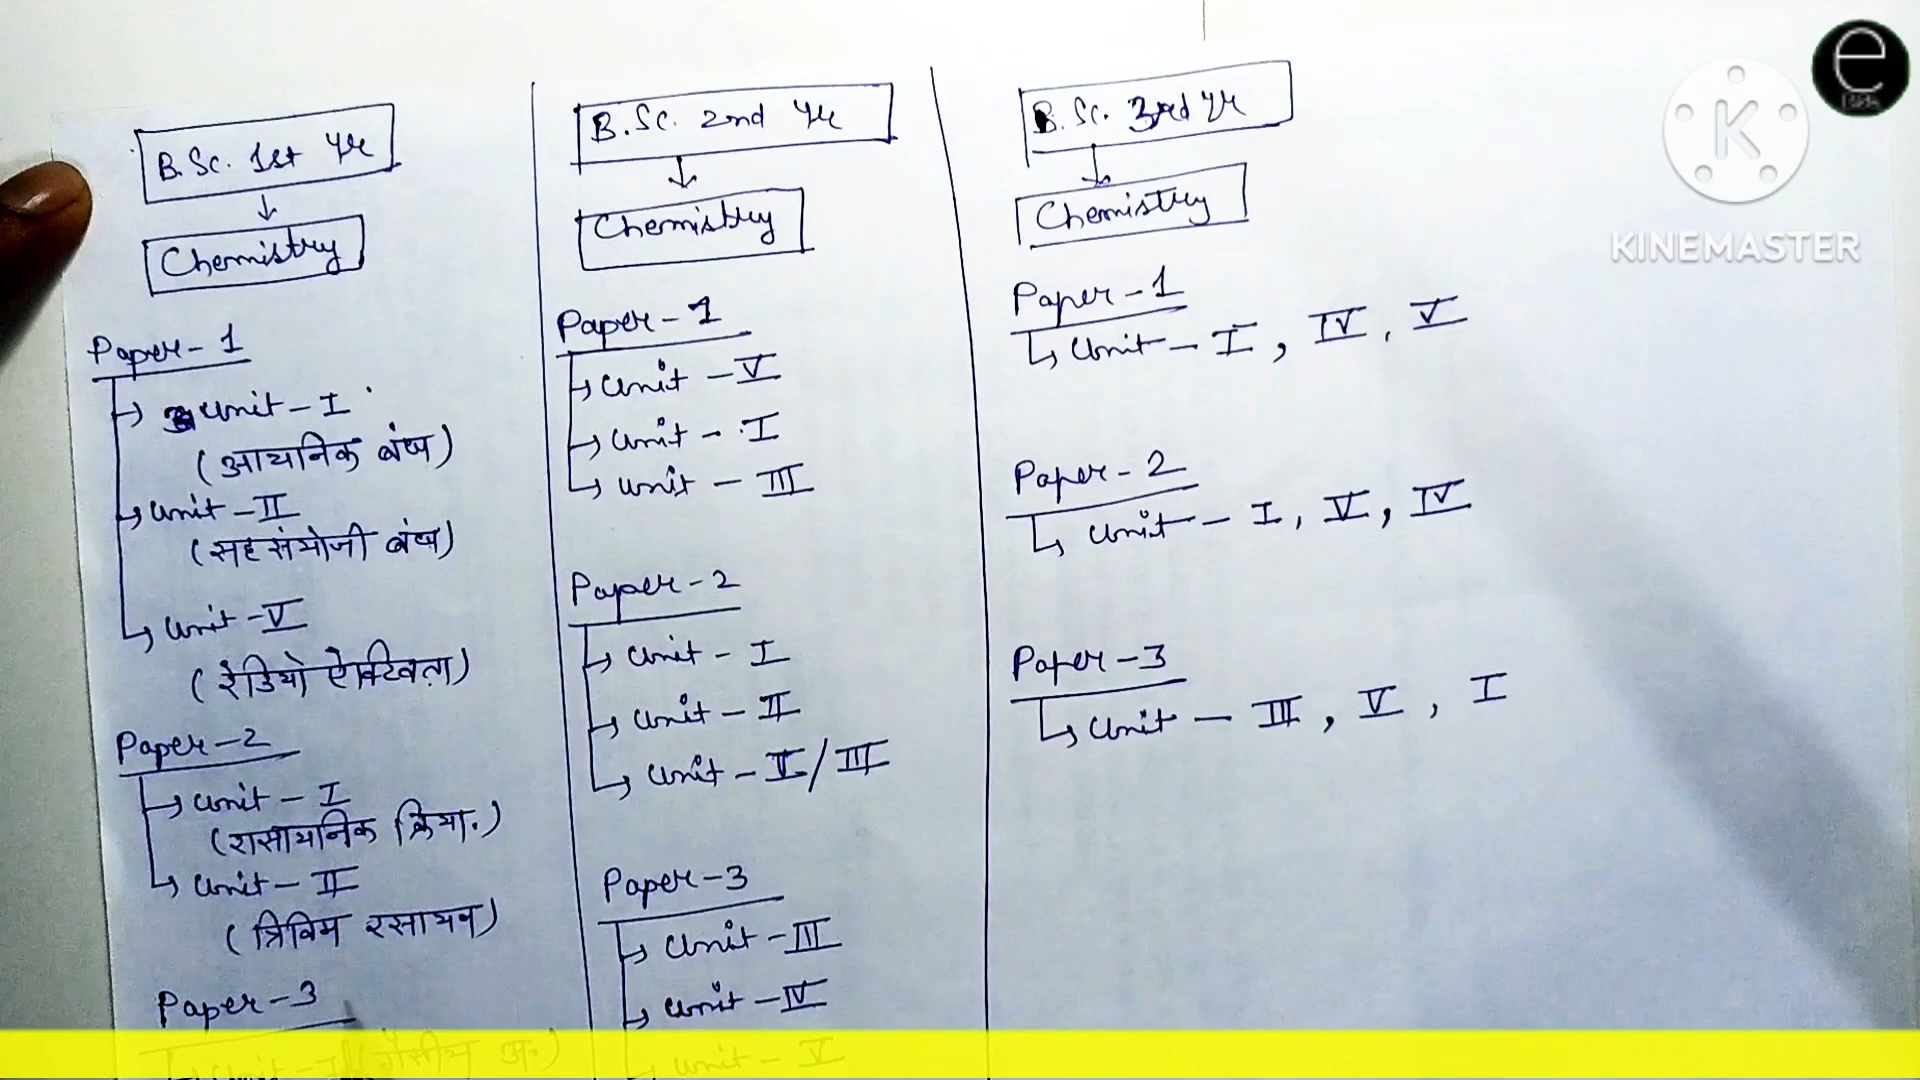 B.Sc. 1st Yr
Chemistry
Paper-1
Unit-I
(आयनिक बंध)
Unit-II
(सहसंयोजी बंध)
Unit-V
(रेडियो ऐक्टिवता)
Paper-2
Unit-I
(रासायनिक क्रिया.)
Unit-II
(त्रिविम रसायन)
Paper-3
B.Sc. 2nd Yr
Chemistry
Paper-1
Unit-V
Unit-I
Unit-III
Paper-2
Unit-I
Unit-II
Unit-V/III
Paper-3
Unit-III
Unit-IV
Unit-V
B.Sc. 3rd Yr
Chemistry
Paper-1
Unit-I, IV, V
Paper-2
Unit-I, V, IV
Paper-3
Unit-III, V, I
K
KINEMASTER
e